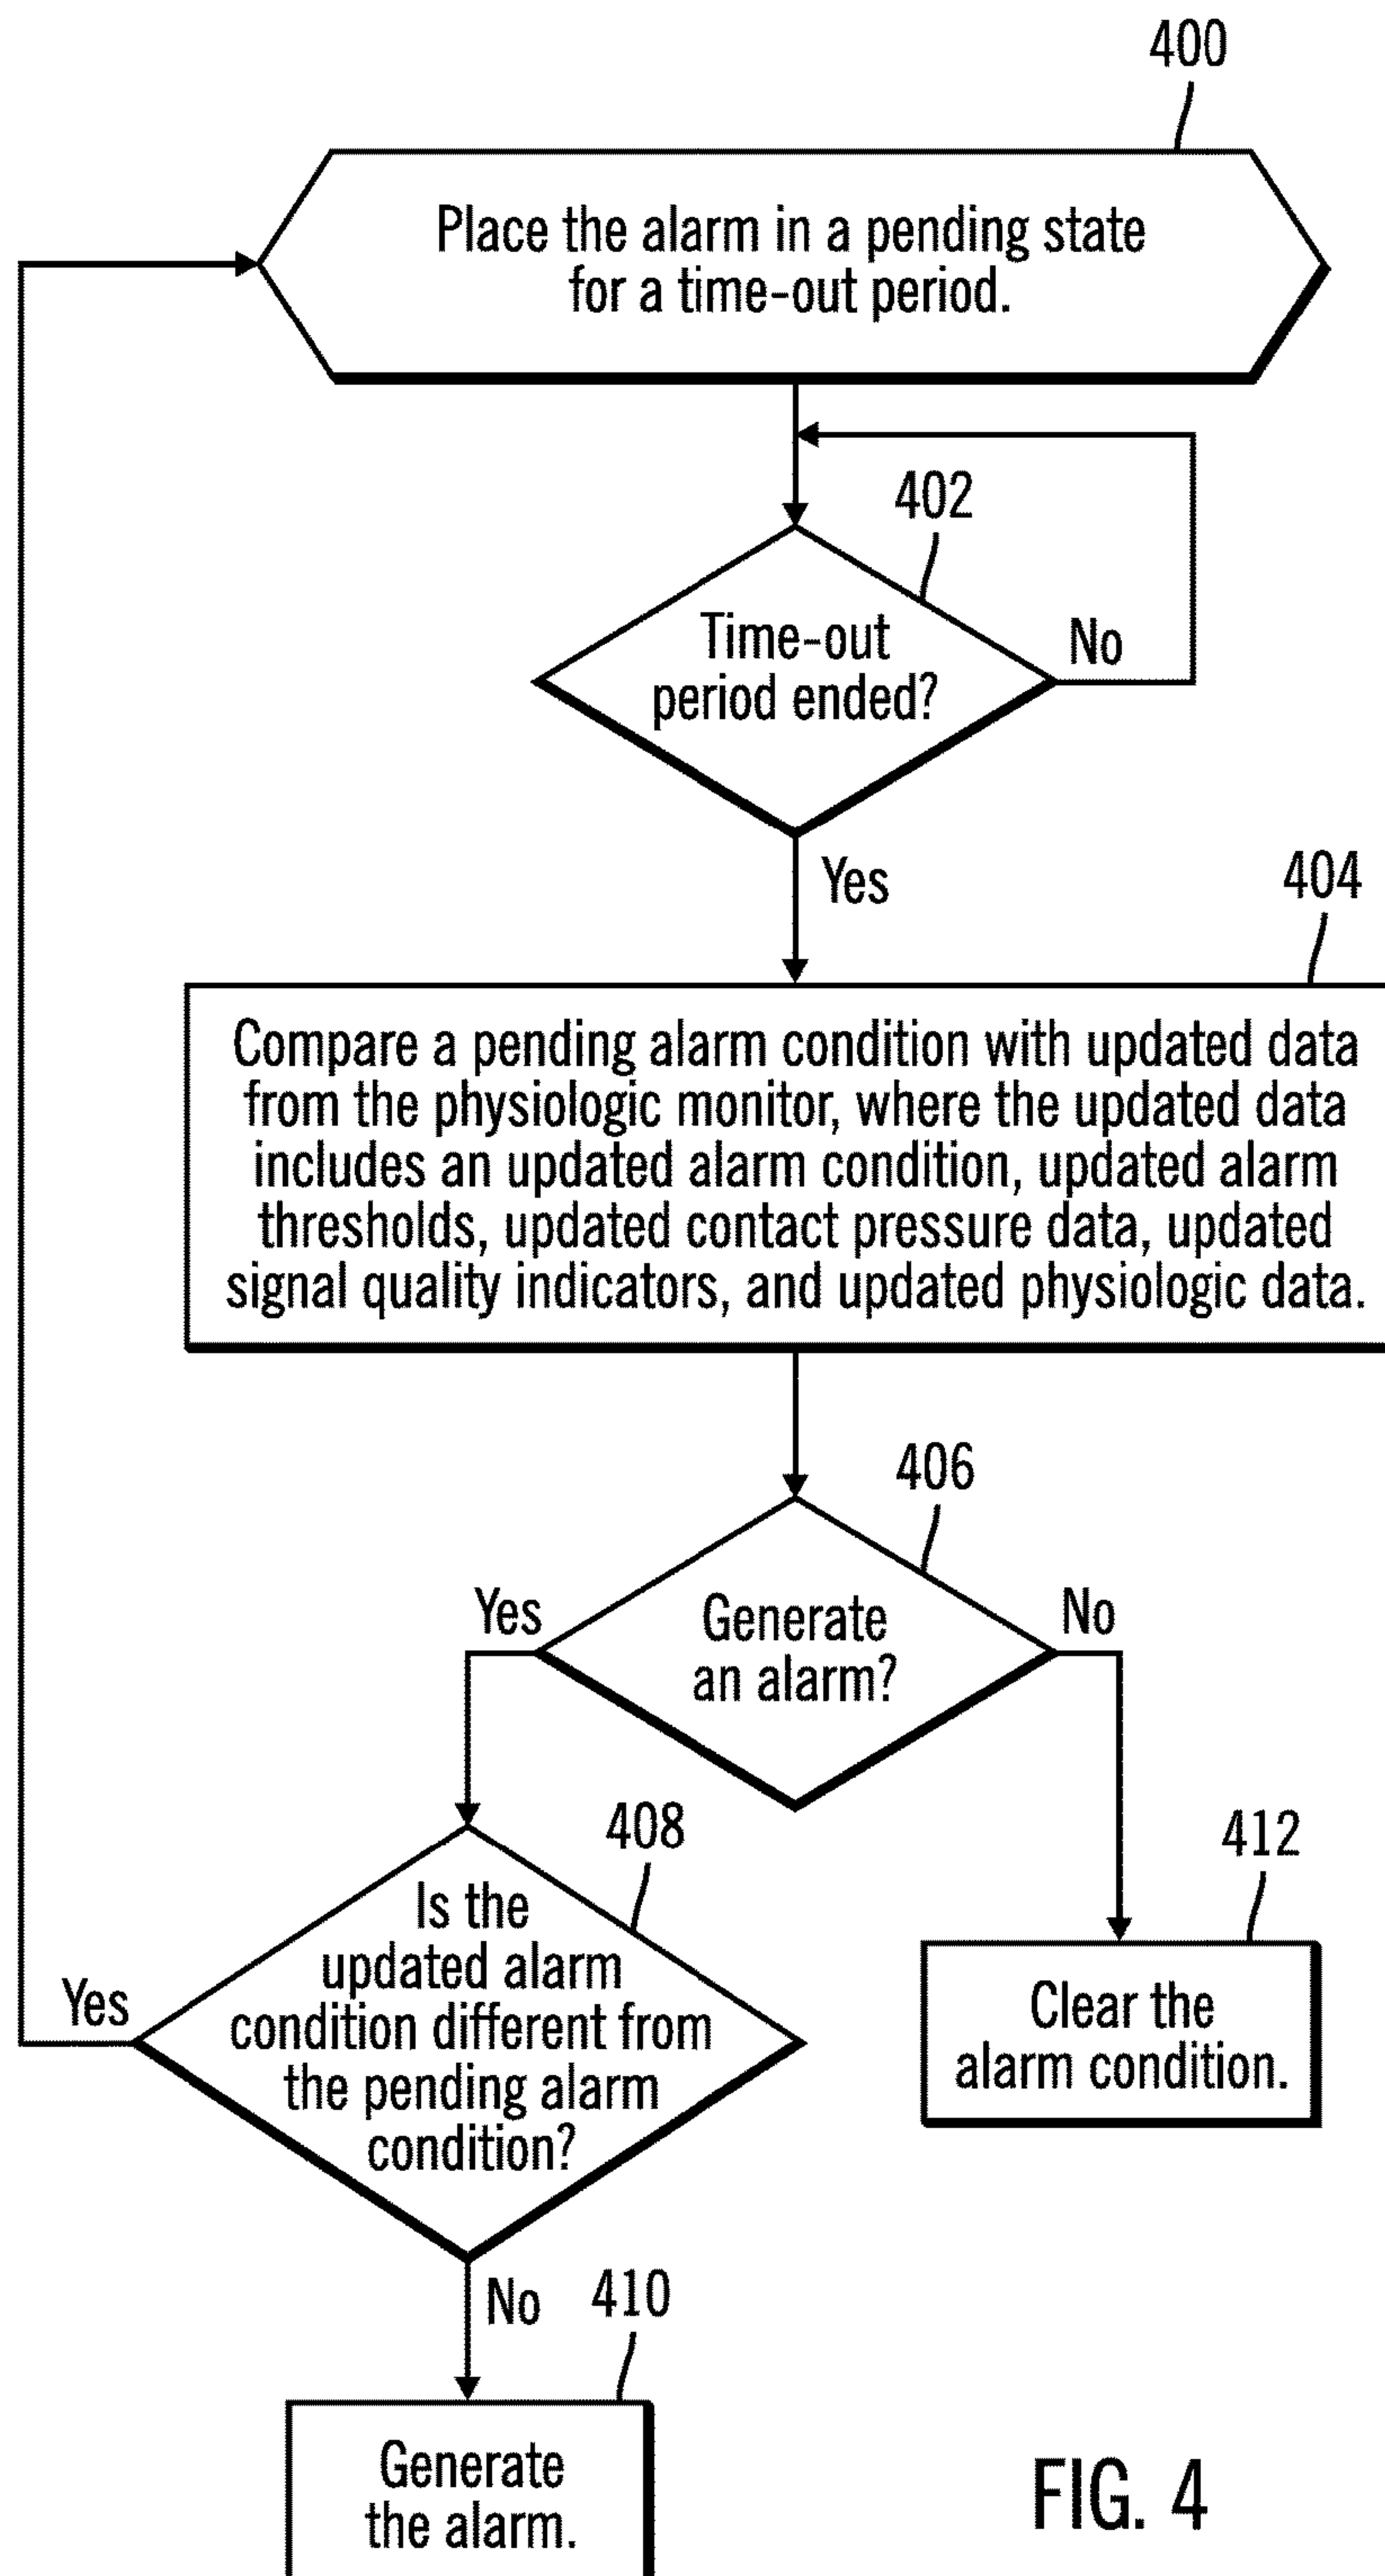 400
Place the alarm in a pending state
for a time-out period.
402
Time-out
period ended?
No
Yes
404
Compare a pending alarm condition with updated data
from the physiologic monitor, where the updated data
includes an updated alarm condition, updated alarm
thresholds, updated contact pressure data, updated
signal quality indicators, and updated physiologic data.
406
Yes
Generate
an alarm?
No
408
Is the
updated alarm
condition different from
the pending alarm
condition?
Yes
412
Clear the
alarm condition.
No
410
Generate
the alarm.
FIG. 4